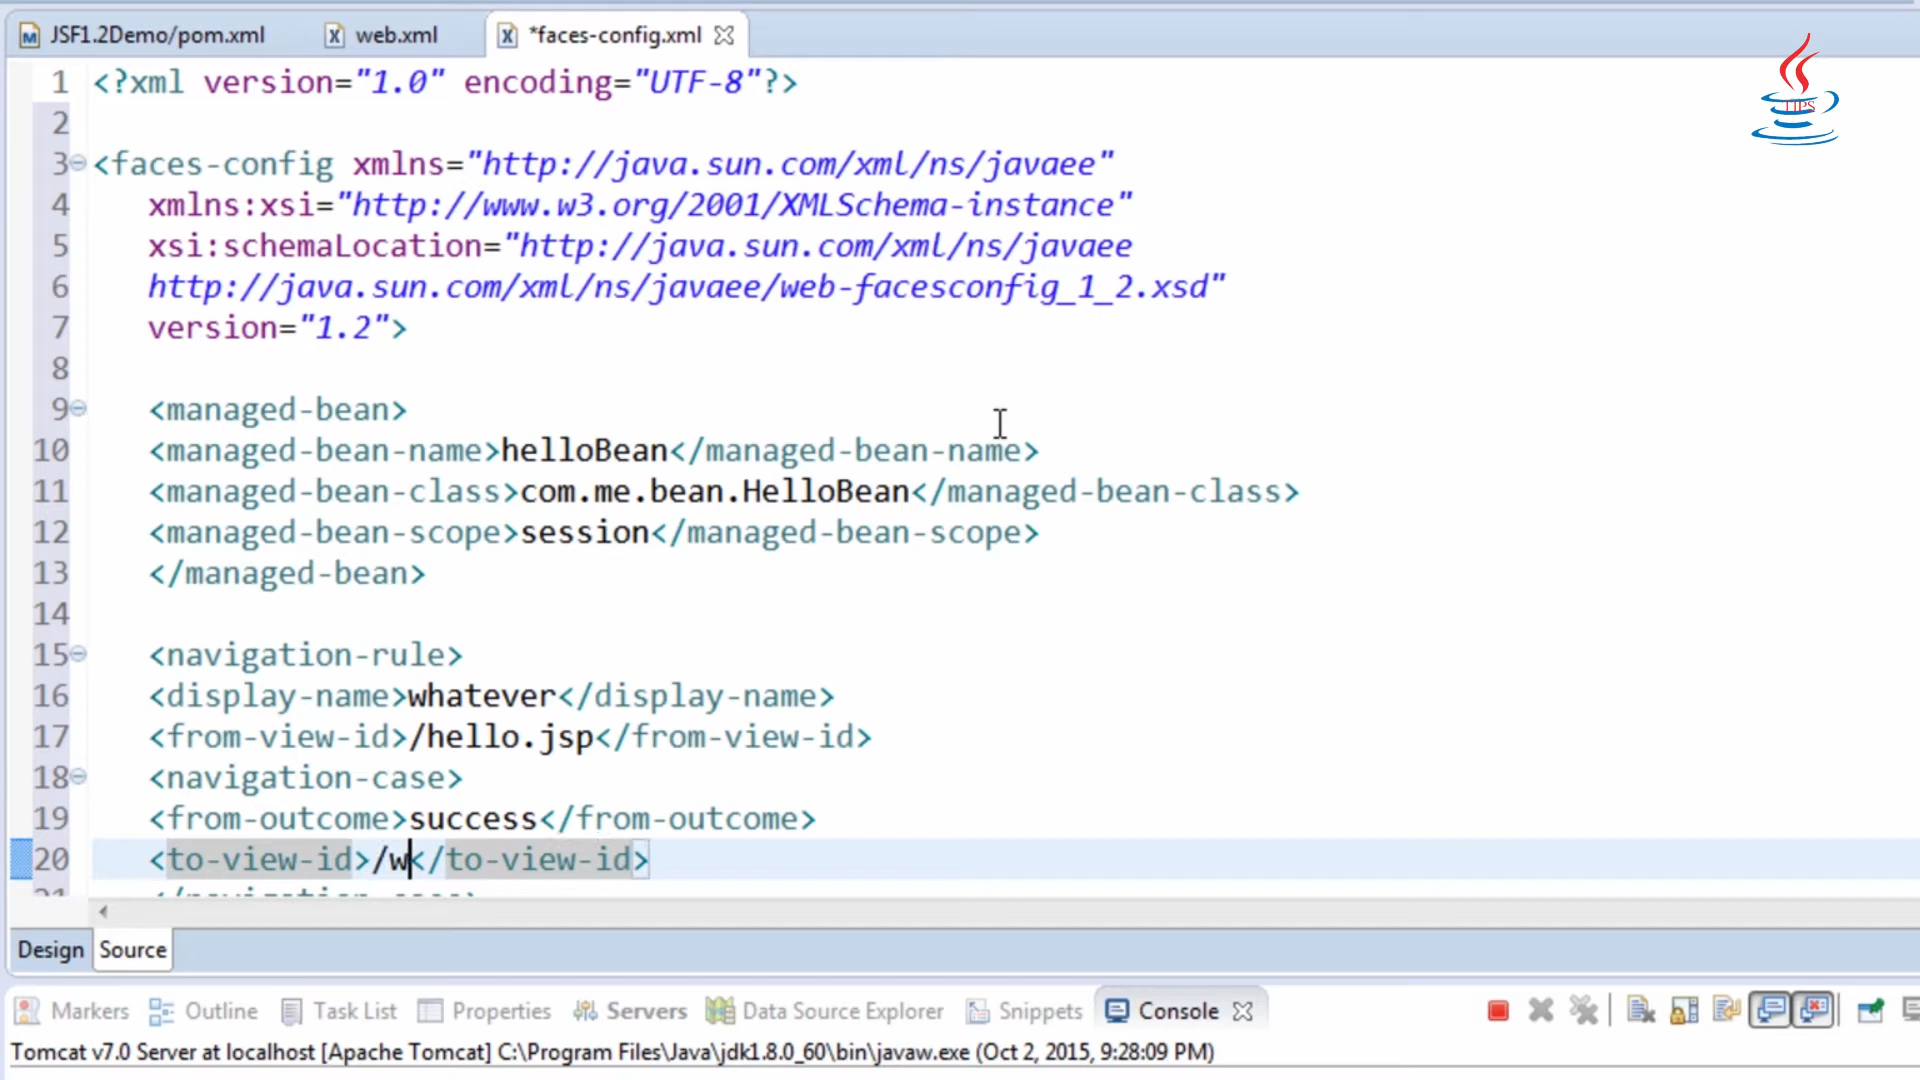 JSF1.2Demo/pom.xml web.xml *faces-config.xml
TIPS
1 <?xml version="1.0" encoding="UTF-8"?>
2
3 <faces-config xmlns="http://java.sun.com/xml/ns/javaee"
4 xmlns:xsi="http://www.w3.org/2001/XMLSchema-instance"
5 xsi:schemaLocation="http://java.sun.com/xml/ns/javaee
6 http://java.sun.com/xml/ns/javaee/web-facesconfig_1_2.xsd"
7 version="1.2">
8
9 <managed-bean>
10 <managed-bean-name>helloBean</managed-bean-name>
11 <managed-bean-class>com.me.bean.HelloBean</managed-bean-class>
12 <managed-bean-scope>session</managed-bean-scope>
13 </managed-bean>
14
15 <navigation-rule>
16 <display-name>whatever</display-name>
17 <from-view-id>/hello.jsp</from-view-id>
18 <navigation-case>
19 <from-outcome>success</from-outcome>
20 <to-view-id>/w</to-view-id>
21 </navigation-case>
Design Source
Markers Outline Task List Properties Servers Data Source Explorer Snippets Console
Tomcat v7.0 Server at localhost [Apache Tomcat] C:\Program Files\Java\jdk1.8.0_60\bin\javaw.exe (Oct 2, 2015, 9:28:09 PM)